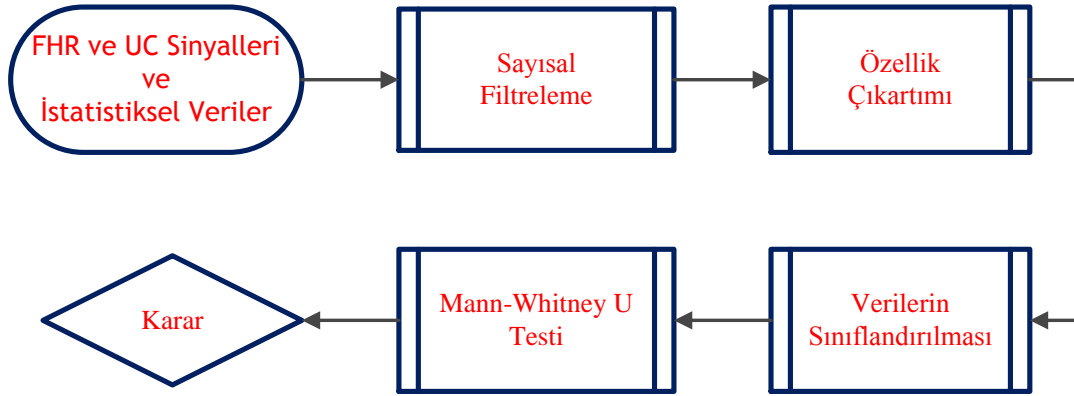 FHR ve UC Sinyalleri
ve
İstatistiksel Veriler
Sayısal
Filtreleme
Özellik
Çıkartımı
Verilerin
Sınıflandırılması
Mann-Whitney U
Testi
Karar